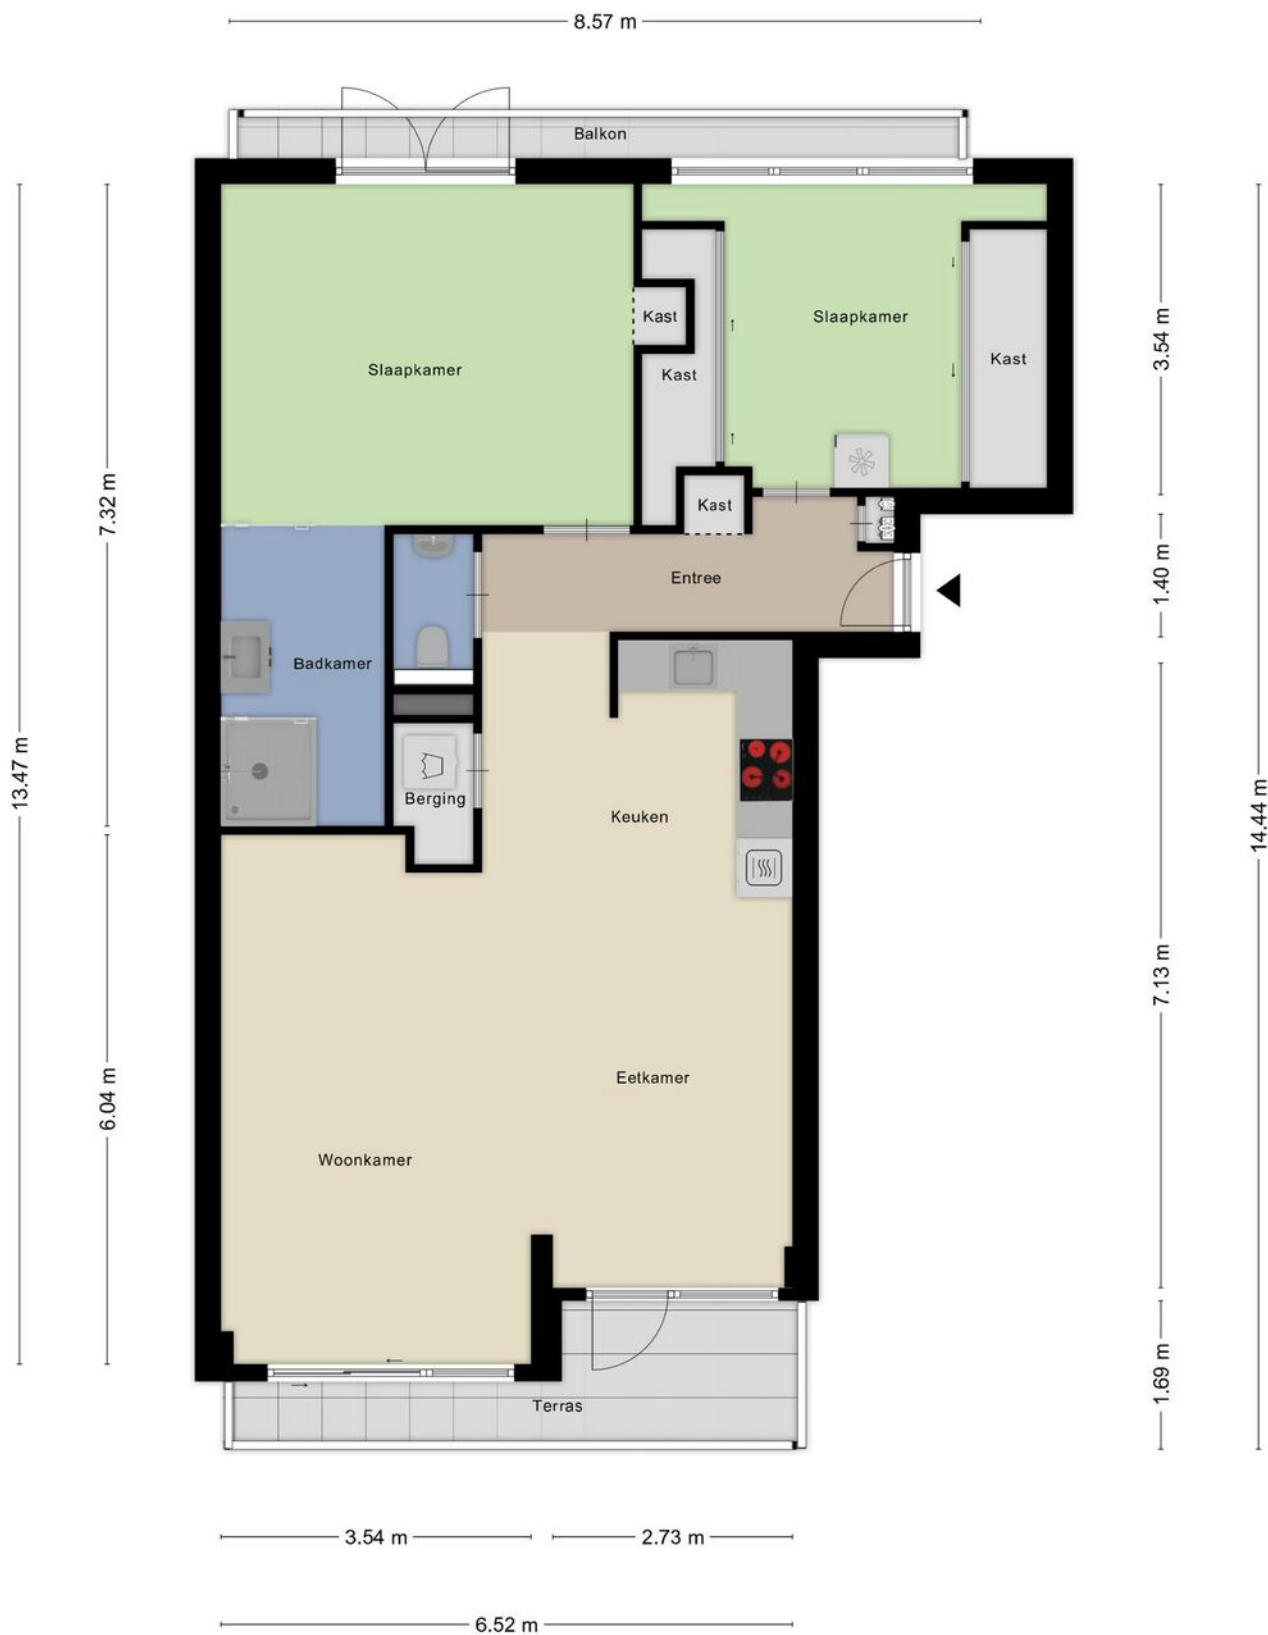 8.57 m
Balkon
Slaapkamer
Kast
Kast
Slaapkamer
Kast
Kast
Entree
Badkamer
Berging
Keuken
Eetkamer
Woonkamer
Terras
13.47 m
7.32 m
6.04 m
3.54 m
1.40 m
7.13 m
1.69 m
14.44 m
3.54 m
2.73 m
6.52 m